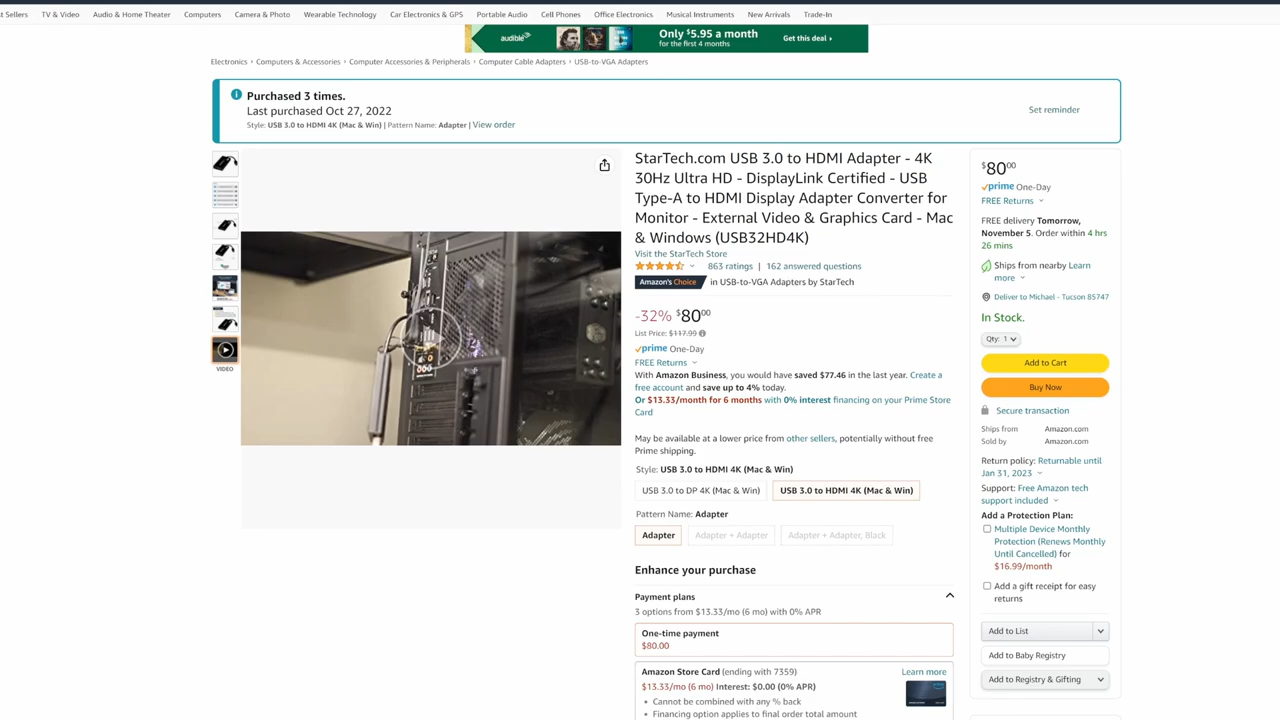 t Sellers TV & Video Audio & Home Theater Computers Camera & Photo Wearable Technology Car Electronics & GPS Portable Audio Cell Phones Office Electronics Musical Instruments New Arrivals Trade-In
audible Only $5.95 a month Get this deal ›
for the first 4 months
Electronics › Computers & Accessories › Computer Accessories & Peripherals › Computer Cable Adapters › USB-to-VGA Adapters
Purchased 3 times.
Last purchased Oct 27, 2022
Set reminder
Style: USB 3.0 to HDMI 4K (Mac & Win) | Pattern Name: Adapter | View order
VIDEO
StarTech.com USB 3.0 to HDMI Adapter - 4K
30Hz Ultra HD - DisplayLink Certified - USB
Type-A to HDMI Display Adapter Converter for
Monitor - External Video & Graphics Card - Mac
& Windows (USB32HD4K)
Visit the StarTech Store
863 ratings | 162 answered questions
Amazon's Choice in USB-to-VGA Adapters by StarTech
-32% $80 00
List Price: $117.99
prime One-Day
FREE Returns
With Amazon Business, you would have saved $77.46 in the last year. Create a
free account and save up to 4% today.
Or $13.33/month for 6 months with 0% interest financing on your Prime Store
Card
May be available at a lower price from other sellers, potentially without free
Prime shipping.
Style: USB 3.0 to HDMI 4K (Mac & Win)
USB 3.0 to DP 4K (Mac & Win) USB 3.0 to HDMI 4K (Mac & Win)
Pattern Name: Adapter
Adapter Adapter + Adapter Adapter + Adapter, Black
Enhance your purchase
Payment plans
3 options from $13.33/mo (6 mo) with 0% APR
One-time payment
$80.00
Amazon Store Card (ending with 7359) Learn more
$13.33/mo (6 mo) Interest: $0.00 (0% APR)
• Cannot be combined with any % back
• Financing option applies to final order total amount
$80 00
prime One-Day
FREE Returns
FREE delivery Tomorrow,
November 5. Order within 4 hrs
26 mins
Ships from nearby Learn
more
Deliver to Michael - Tucson 85747
In Stock.
Qty: 1
Add to Cart
Buy Now
Secure transaction
Ships from Amazon.com
Sold by Amazon.com
Return policy: Returnable until
Jan 31, 2023
Support: Free Amazon tech
support included
Add a Protection Plan:
Multiple Device Monthly
Protection (Renews Monthly
Until Cancelled) for
$16.99/month
Add a gift receipt for easy
returns
Add to List
Add to Baby Registry
Add to Registry & Gifting